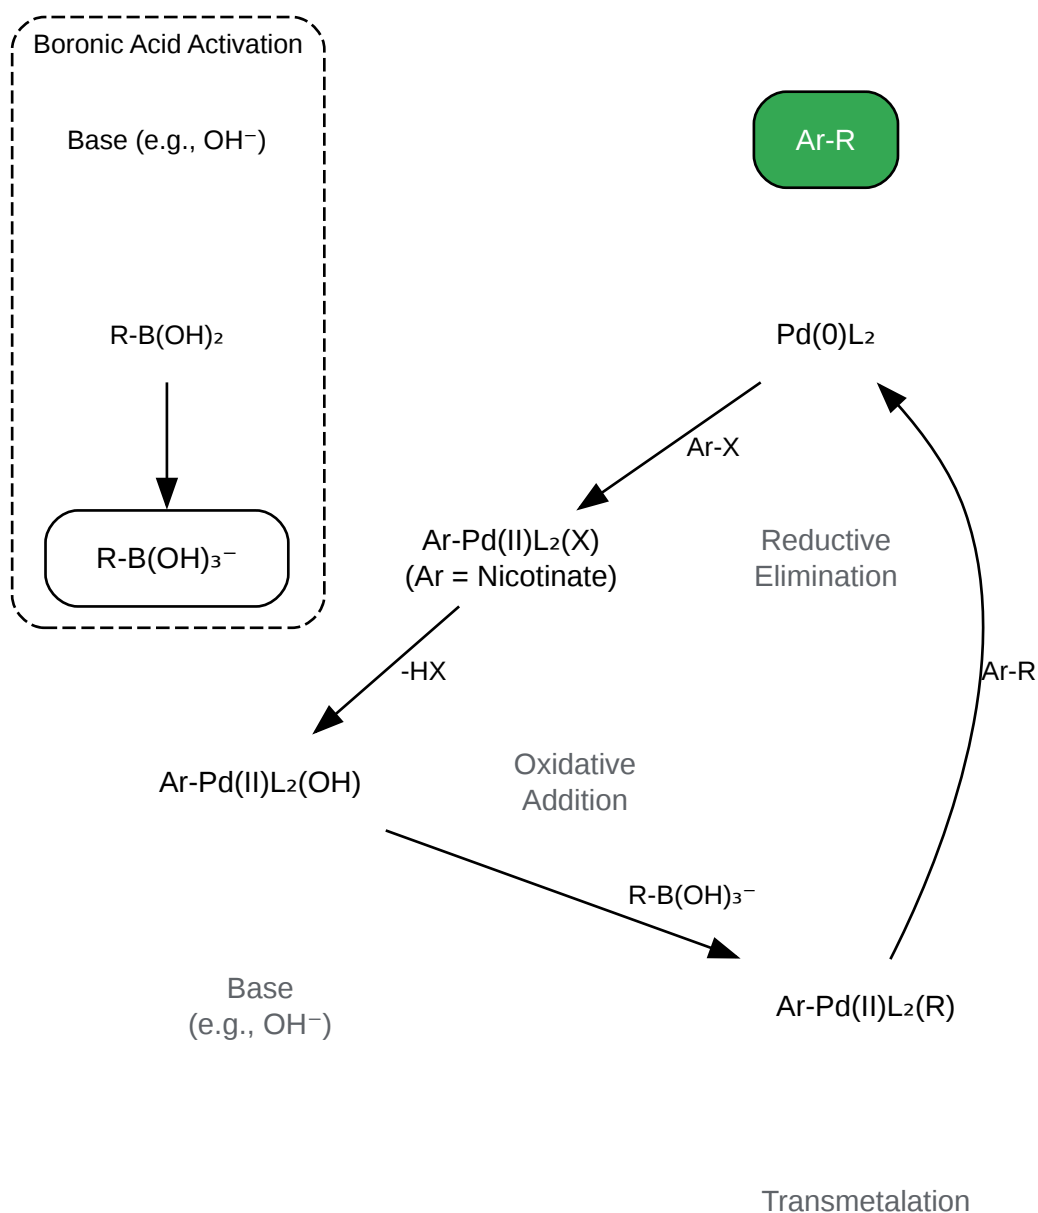 Boronic Acid Activation
Base (e.g., OH⁻)
Ar-R
R-B(OH)₂
Pd(0)L₂
Ar-X
R-B(OH)₃⁻
Ar-Pd(II)L₂(X)
(Ar = Nicotinate)
Reductive
Elimination
-HX
Ar-R
Ar-Pd(II)L₂(OH)
Oxidative
Addition
R-B(OH)₃⁻
Base
(e.g., OH⁻)
Ar-Pd(II)L₂(R)
Transmetalation